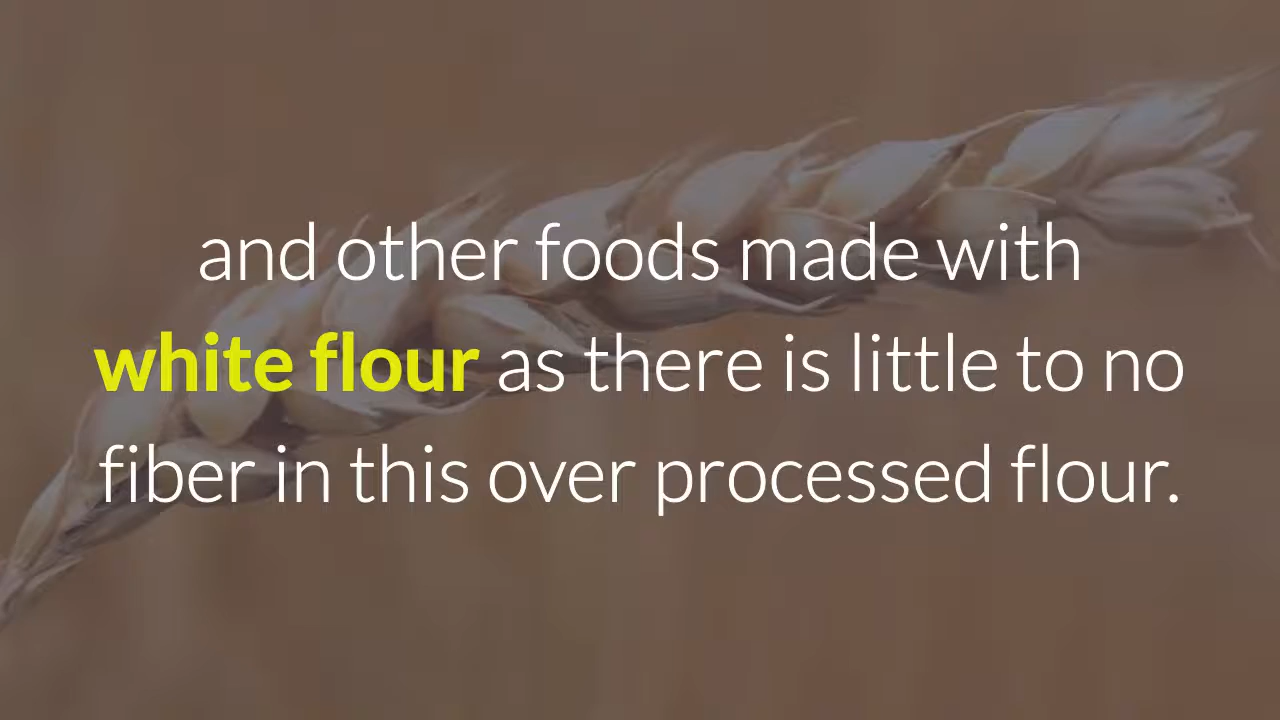 and other foods made with
white flour as there is little to no
fiber in this over processed flour.